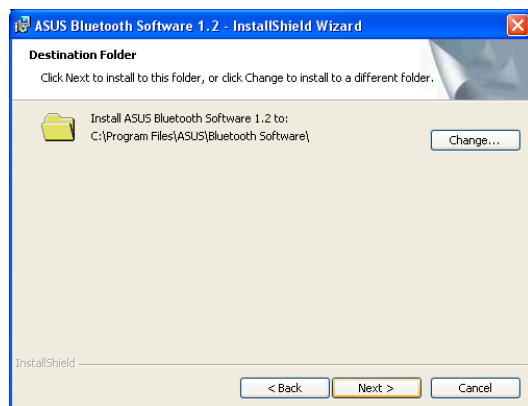 ASUS Bluetooth Software 1.2 - InstallShield Wizard
Destination Folder
Click Next to install to this folder, or click Change to install to a different folder.
Install ASUS Bluetooth Software 1.2 to:
C:\Program Files\ASUS\Bluetooth Software\
Change...
InstallShield
< Back
Next >
Cancel